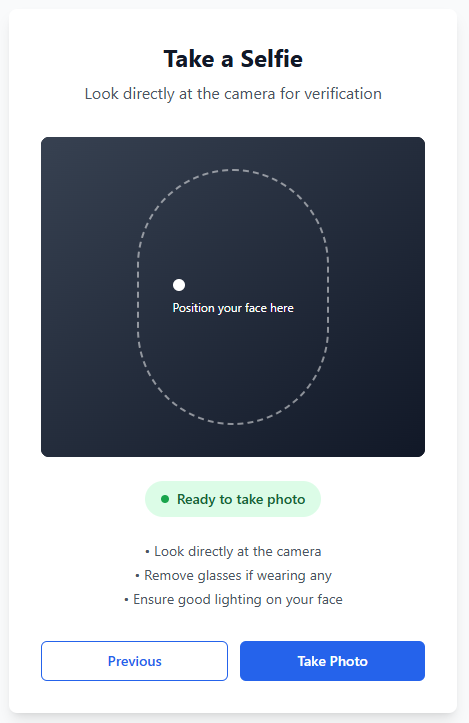 Take a Selfie
Look directly at the camera for verification
Position your face here
Ready to take photo
• Look directly at the camera
• Remove glasses if wearing any
• Ensure good lighting on your face
Previous
Take Photo